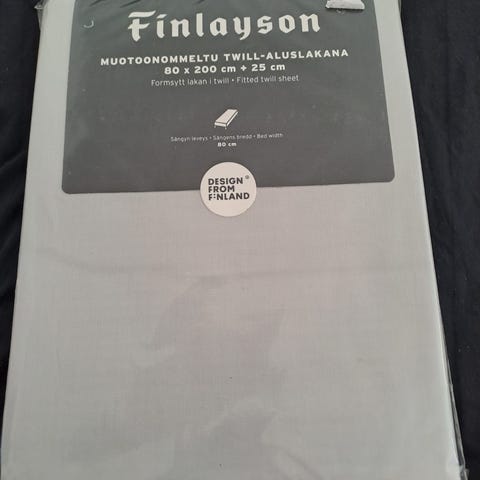 Finlayson
MUOTOONOMMELTU TWILL-ALUSLAKANA
80 x 200 cm + 25 cm
Formsytt lakan i twill • Fitted twill sheet
Sängyn leveys • Sängens bredd • Bed width
80 cm
DESIGN ®
FROM
FINLAND